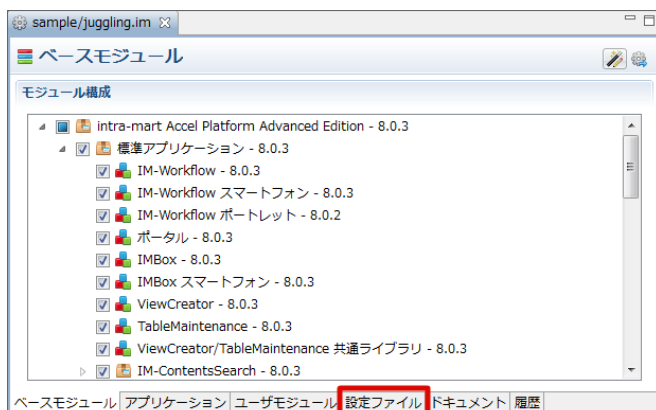 sample/juggling.im
ベースモジュール
モジュール構成
intra-mart Accel Platform Advanced Edition - 8.0.3
標準アプリケーション - 8.0.3
IM-Workflow - 8.0.3
IM-Workflow スマートフォン - 8.0.3
IM-Workflow ポートレット - 8.0.2
ポータル - 8.0.3
IMBox - 8.0.3
IMBox スマートフォン - 8.0.3
ViewCreator - 8.0.3
TableMaintenance - 8.0.3
ViewCreator/TableMaintenance 共通ライブラリ - 8.0.3
IM-ContentsSearch - 8.0.3
ベースモジュール アプリケーション ユーザモジュール 設定ファイル ドキュメント 履歴